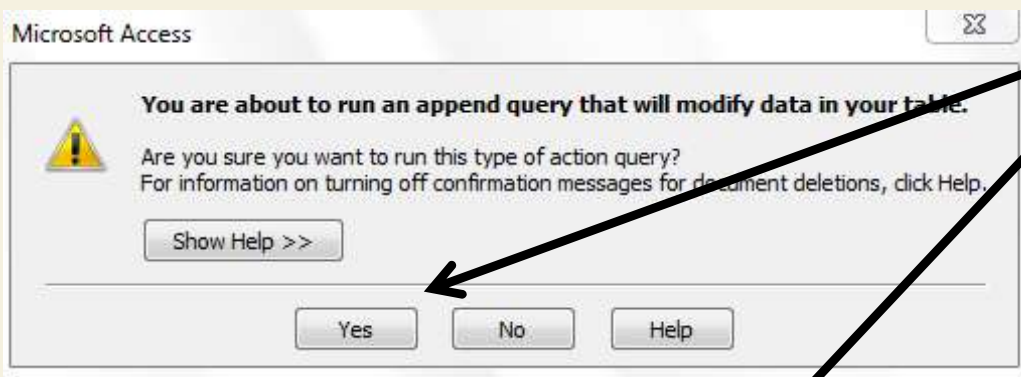 Microsoft Access
You are about to run an append query that will modify data in your table.
Are you sure you want to run this type of action query?
For information on turning off confirmation messages for document deletions, click Help.
Show Help >>
Yes No Help